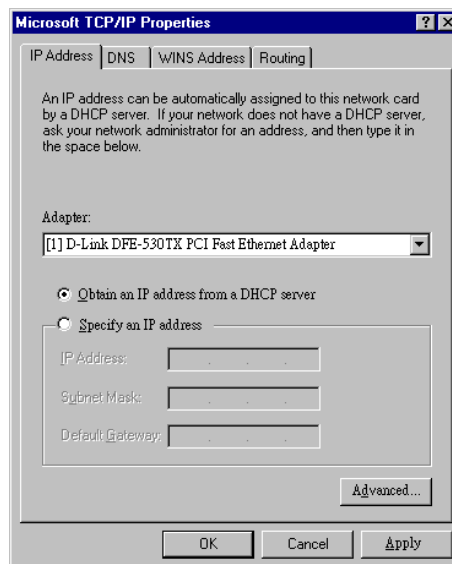 Microsoft TCP/IP Properties
IP Address
DNS
WINS Address
Routing
An IP address can be automatically assigned to this network card
by a DHCP server. If your network does not have a DHCP server,
ask your network administrator for an address, and then type it in
the space below.
Adapter:
[1] D-Link DFE-530TX PCI Fast Ethernet Adapter
Obtain an IP address from a DHCP server
Specify an IP address
IP Address:
Subnet Mask:
Default Gateway:
Advanced...
OK
Cancel
Apply